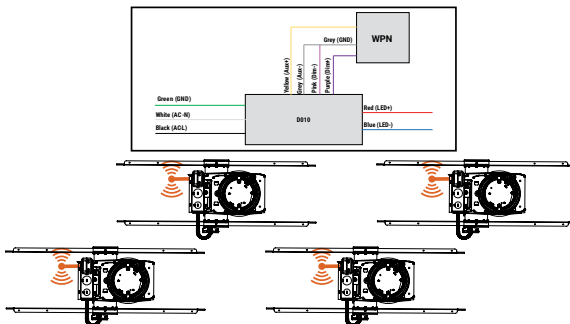 WPN
Grey (GND)
Yellow (Aux+)
Grey (Aux-)
Pink (Dim-)
Purple (Dim+)
Green (GND)
White (AC-N)
Black (ACL)
D010
Red (LED+)
Blue (LED-)